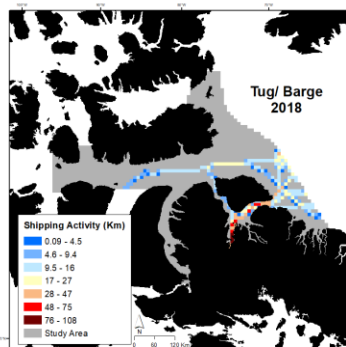 Tug/ Barge
2018
Shipping Activity (Km)
0.09 - 4.5
4.6 - 9.4
9.5 - 16
17 - 27
28 - 47
48 - 75
76 - 108
Study Area
N
0 60 120 Km